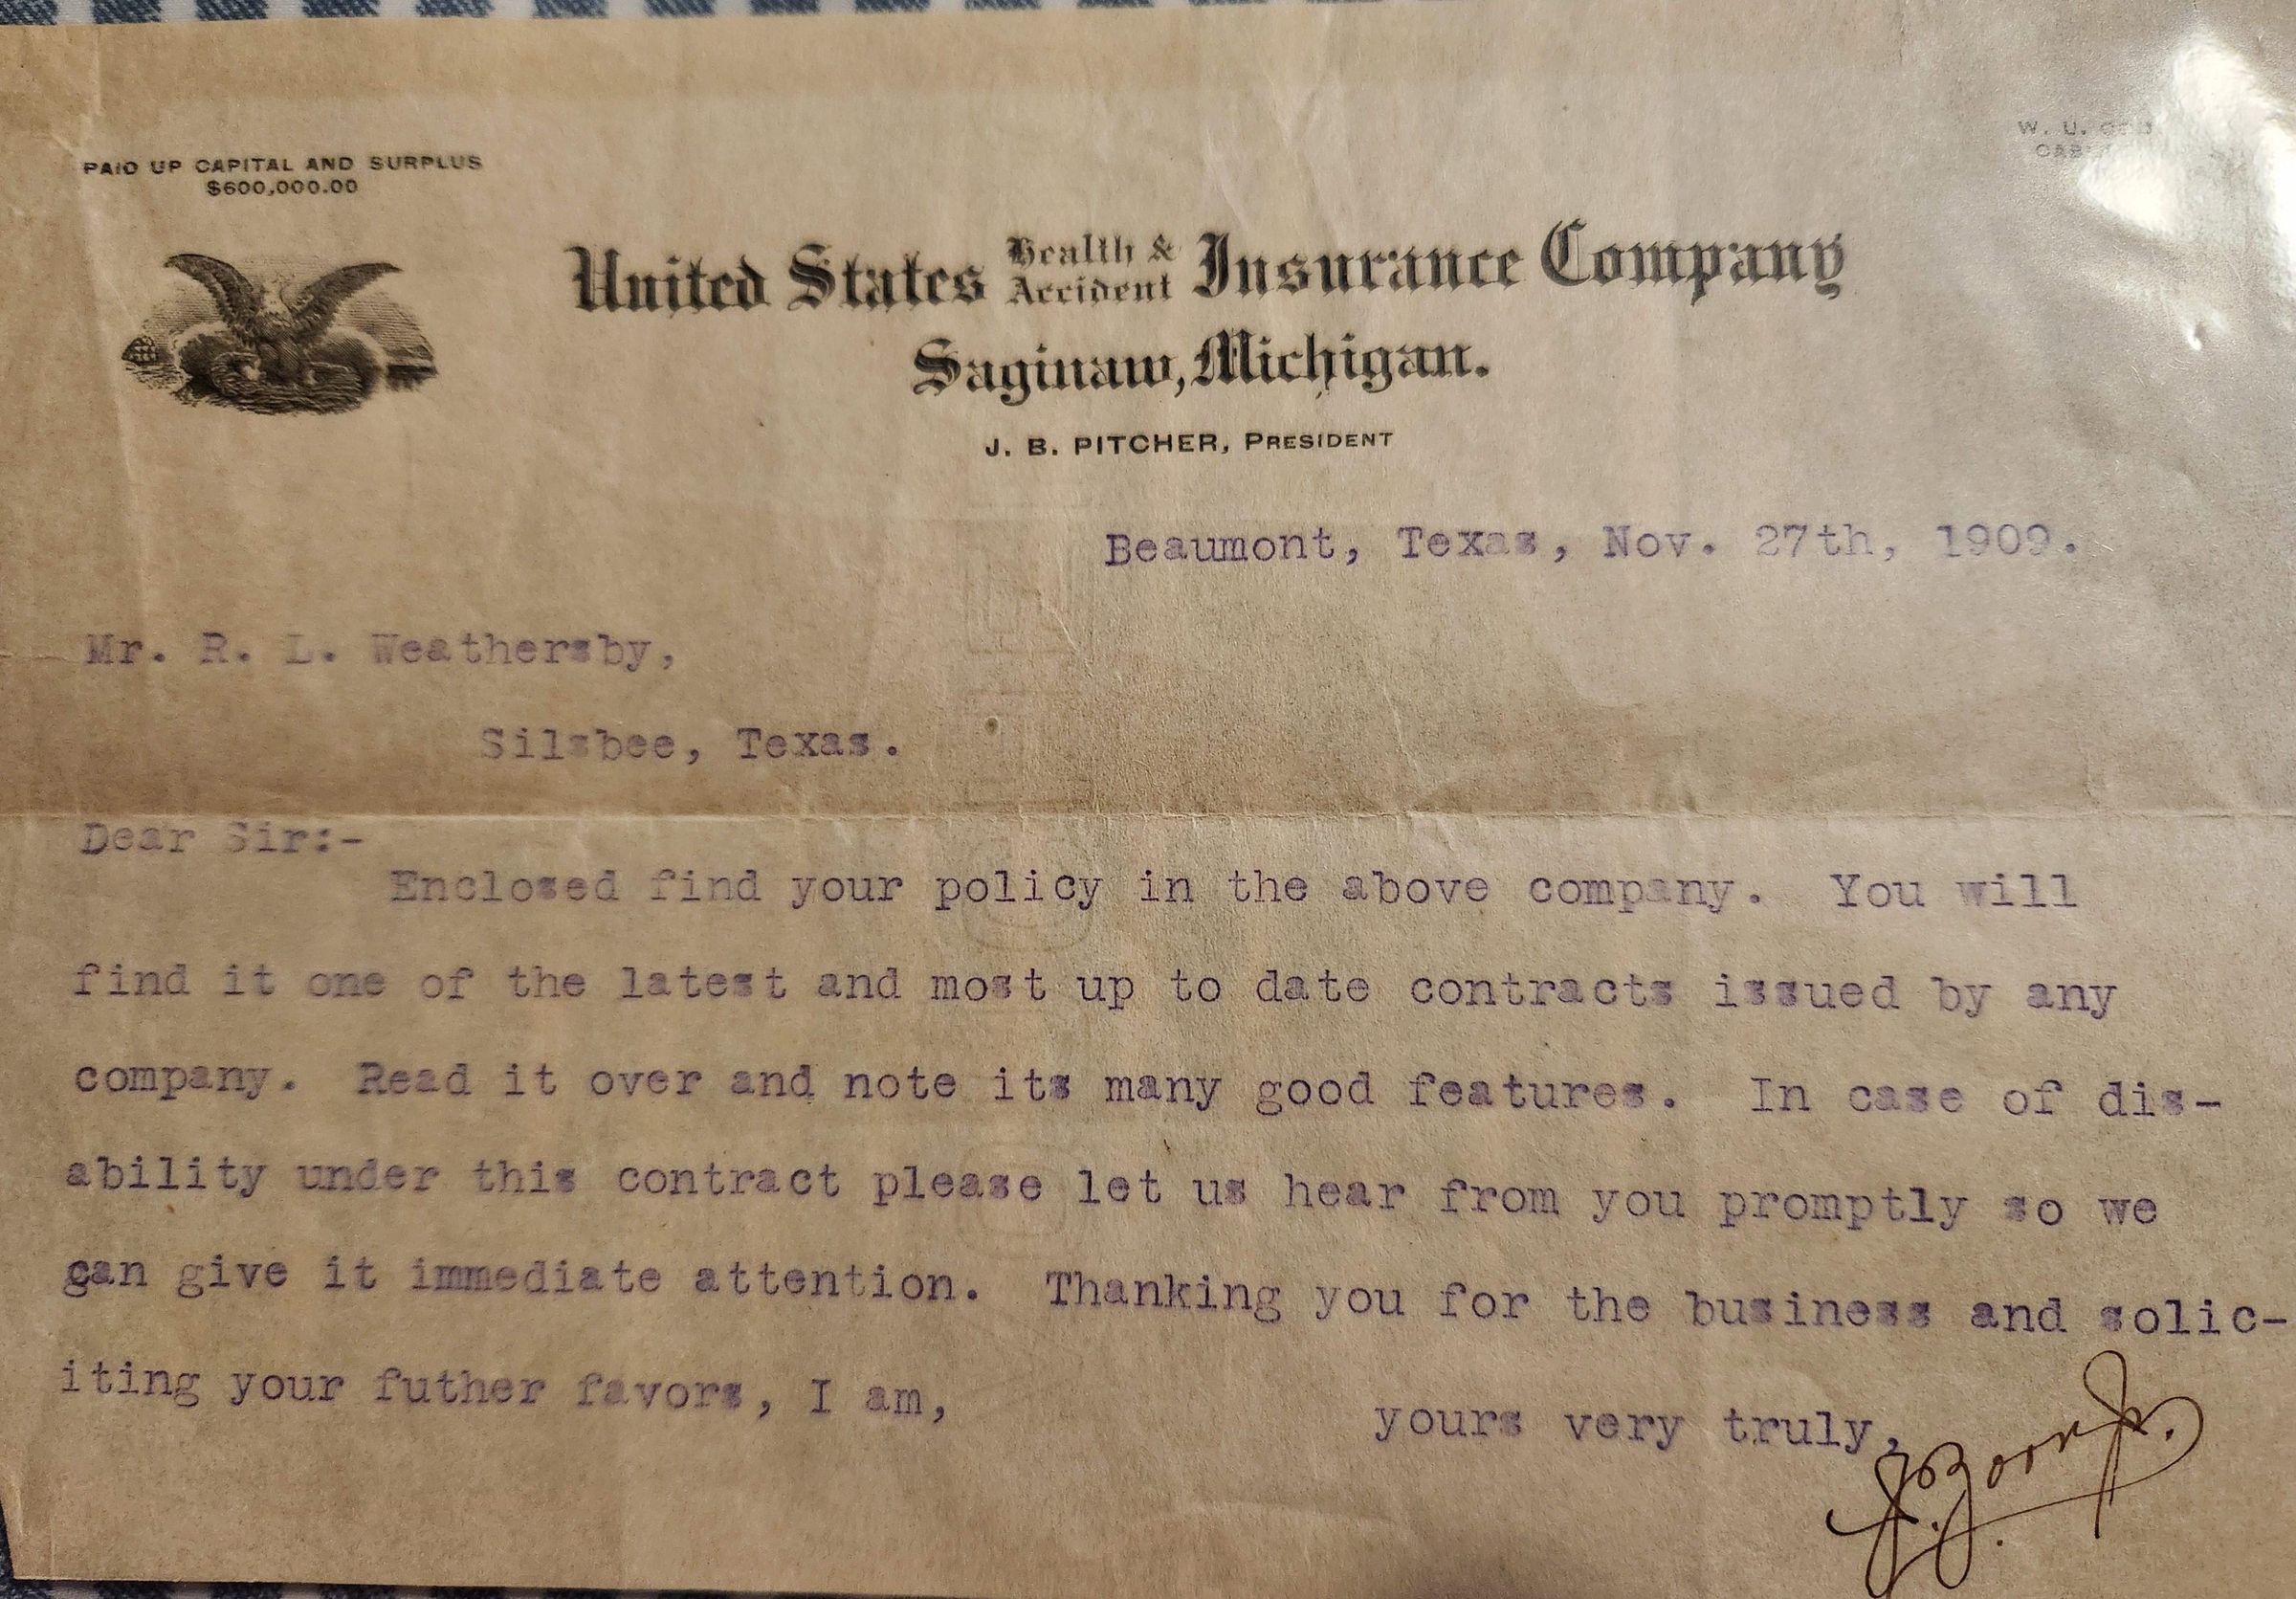 PAID UP CAPITAL AND SURPLUS
$600,000.00
W. U.
United States Health & Accident Insurance Company
Saginaw, Michigan.
J. B. PITCHER, PRESIDENT
Beaumont, Texas, Nov. 27th, 1909.
Mr. R. L. Weathersby,
Silsbee, Texas.
Dear Sir:-
Enclosed find your policy in the above company. You will
find it one of the latest and most up to date contracts issued by any
company. Read it over and note its many good features. In case of dis-
ability under this contract please let us hear from you promptly so we
can give it immediate attention. Thanking you for the business and solic-
iting your futher favors, I am,
yours very truly,